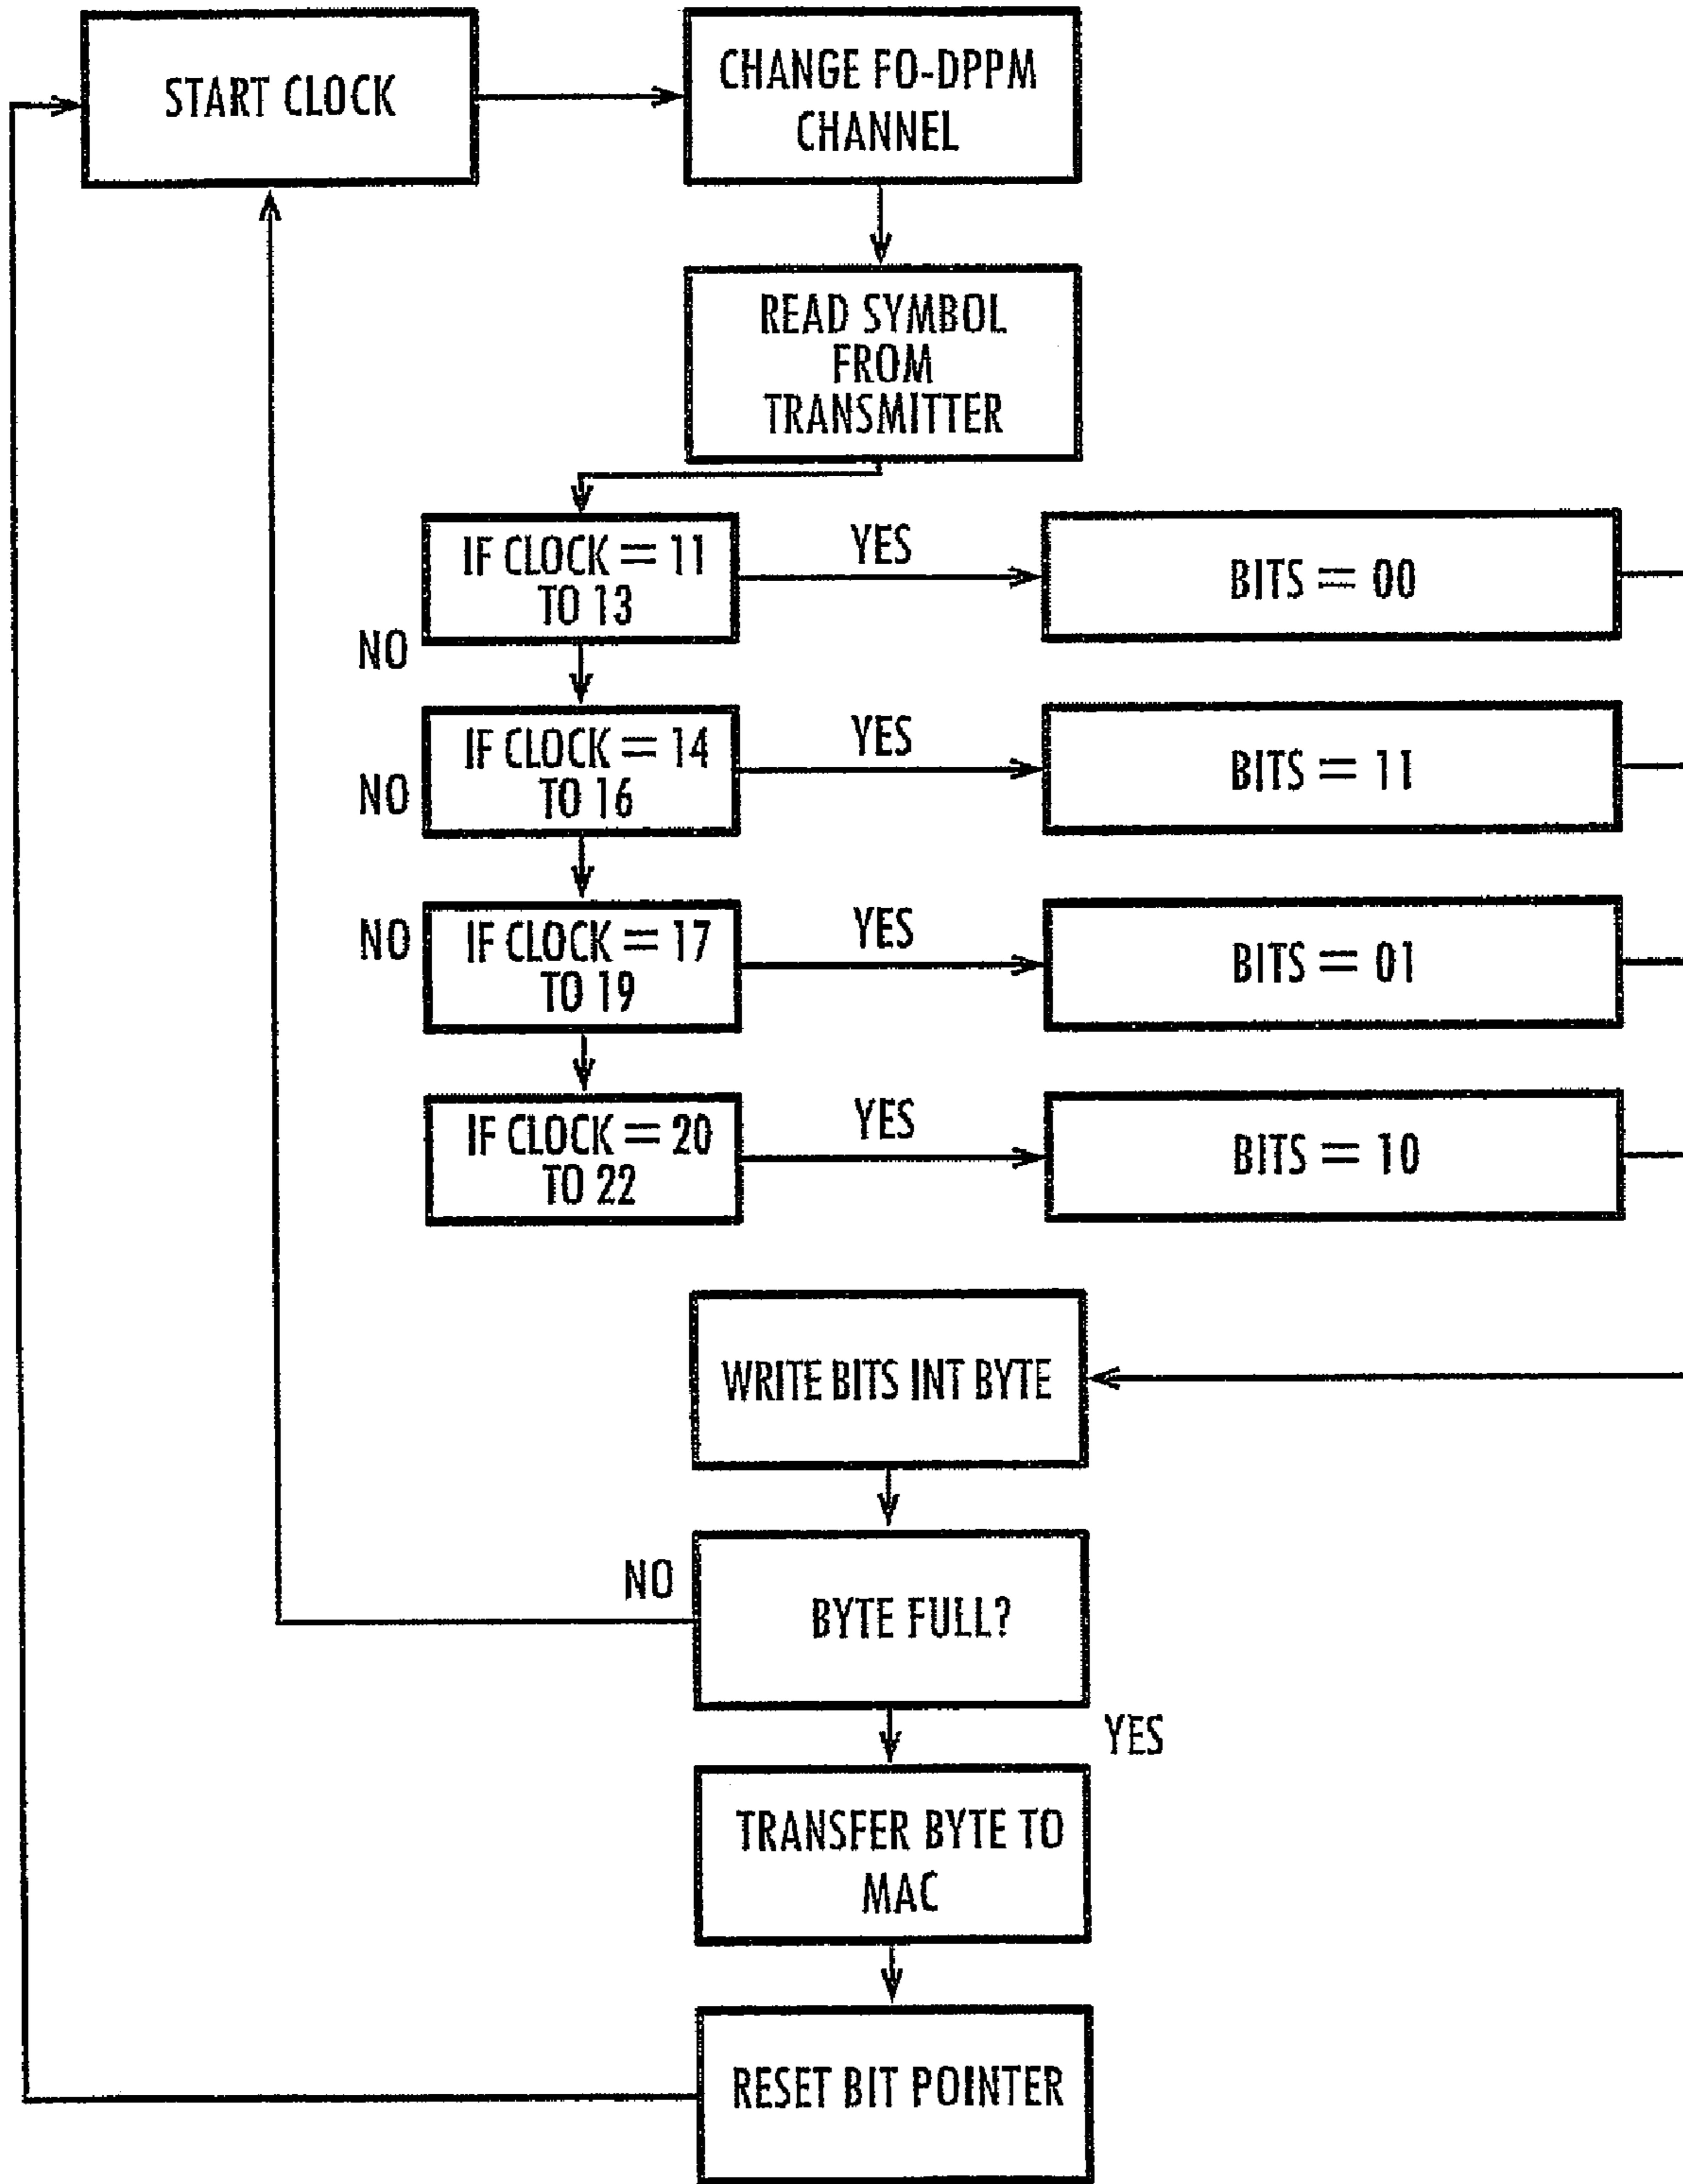 START CLOCK
CHANGE FO-DPPM
CHANNEL
READ SYMBOL
FROM
TRANSMITTER
IF CLOCK = 11
TO 13
YES
BITS = 00
NO
IF CLOCK = 14
TO 16
YES
BITS = 11
NO
IF CLOCK = 17
TO 19
YES
BITS = 01
NO
IF CLOCK = 20
TO 22
YES
BITS = 10
WRITE BITS INT BYTE
BYTE FULL?
NO
YES
TRANSFER BYTE TO
MAC
RESET BIT POINTER